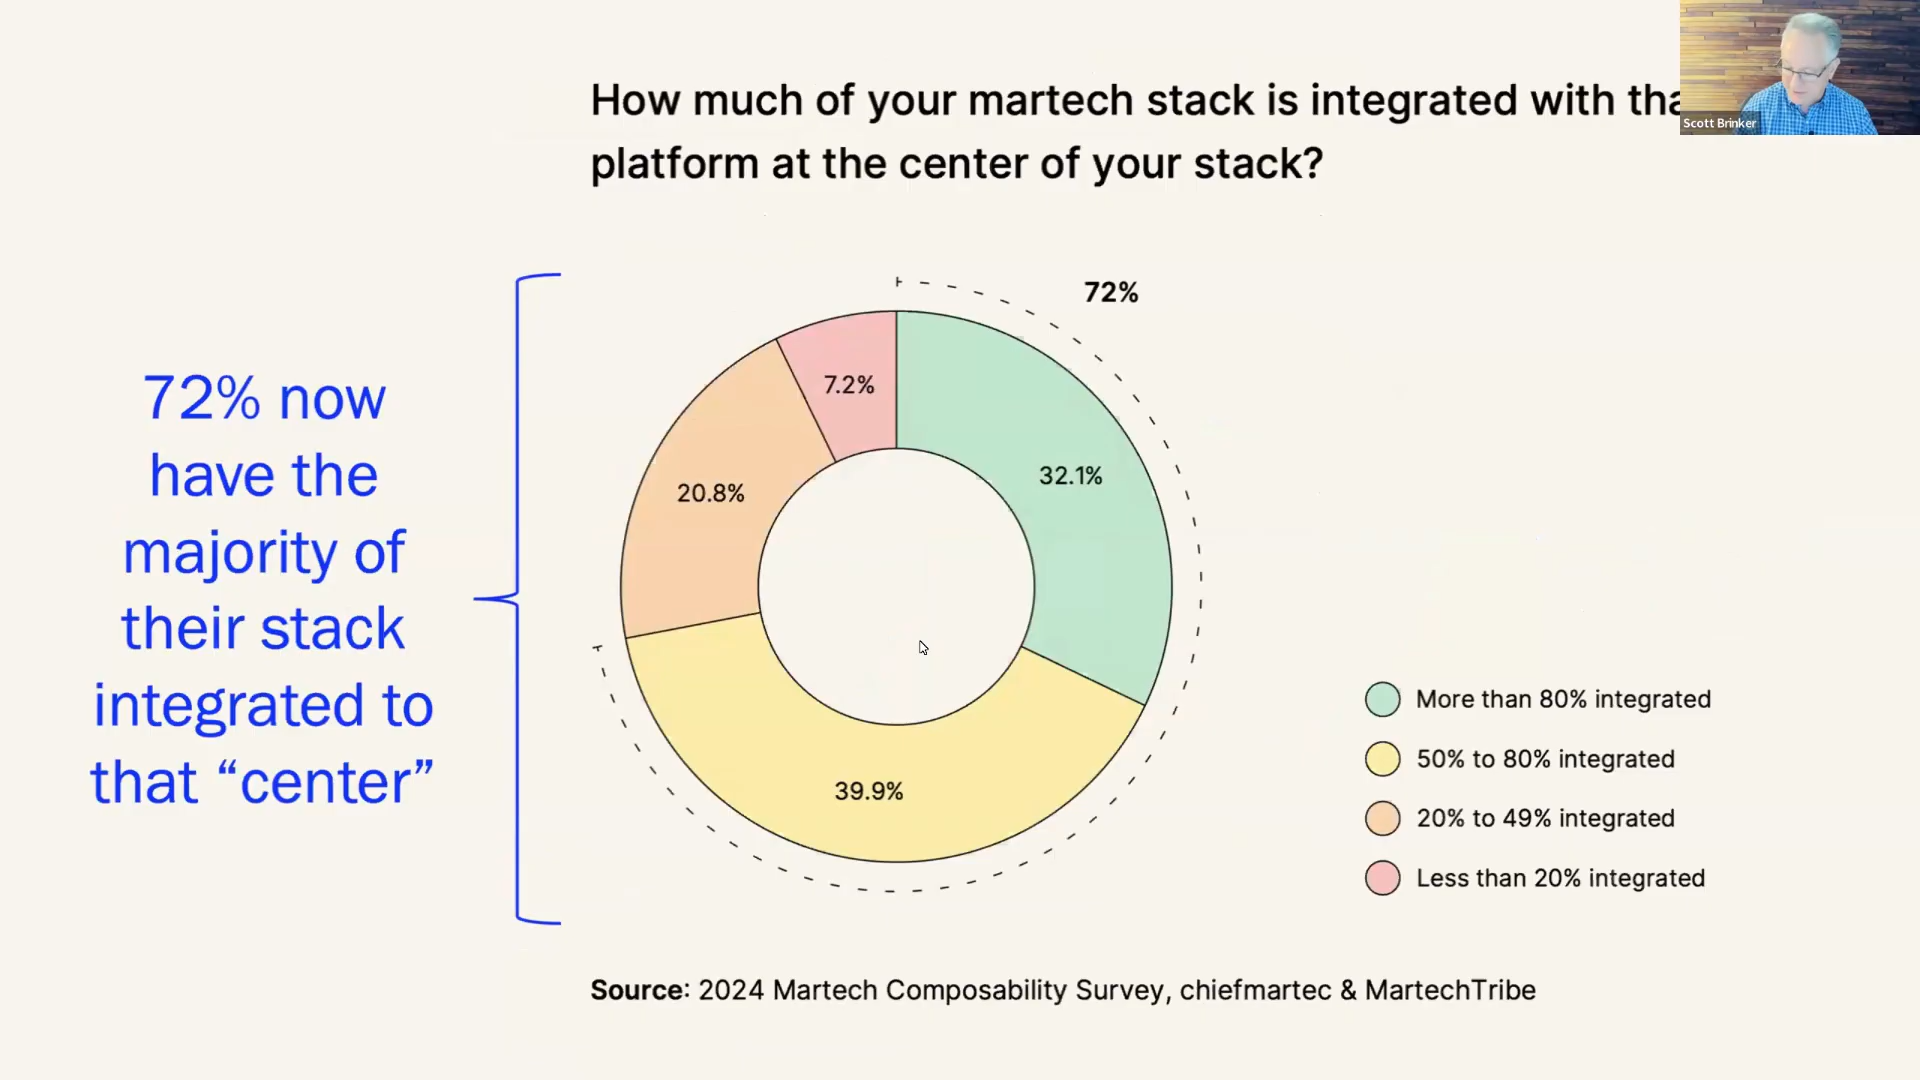 How much of your martech stack is integrated with
platform at the center of your stack?
Scott Brinker
72% now
have the
majority of
their stack
integrated to
that “center”
72%
7.2%
32.1%
20.8%
39.9%
More than 80% integrated
50% to 80% integrated
20% to 49% integrated
Less than 20% integrated
Source: 2024 Martech Composability Survey, chiefmartec & MartechTribe